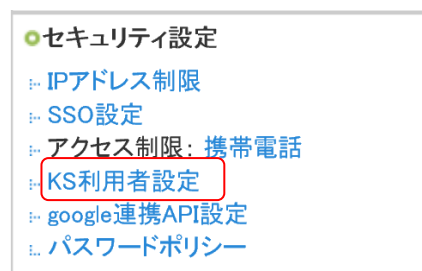 セキュリティ設定
IPアドレス制限
SSO設定
アクセス制限: 携帯電話
KS利用者設定
google連携API設定
パスワードポリシー